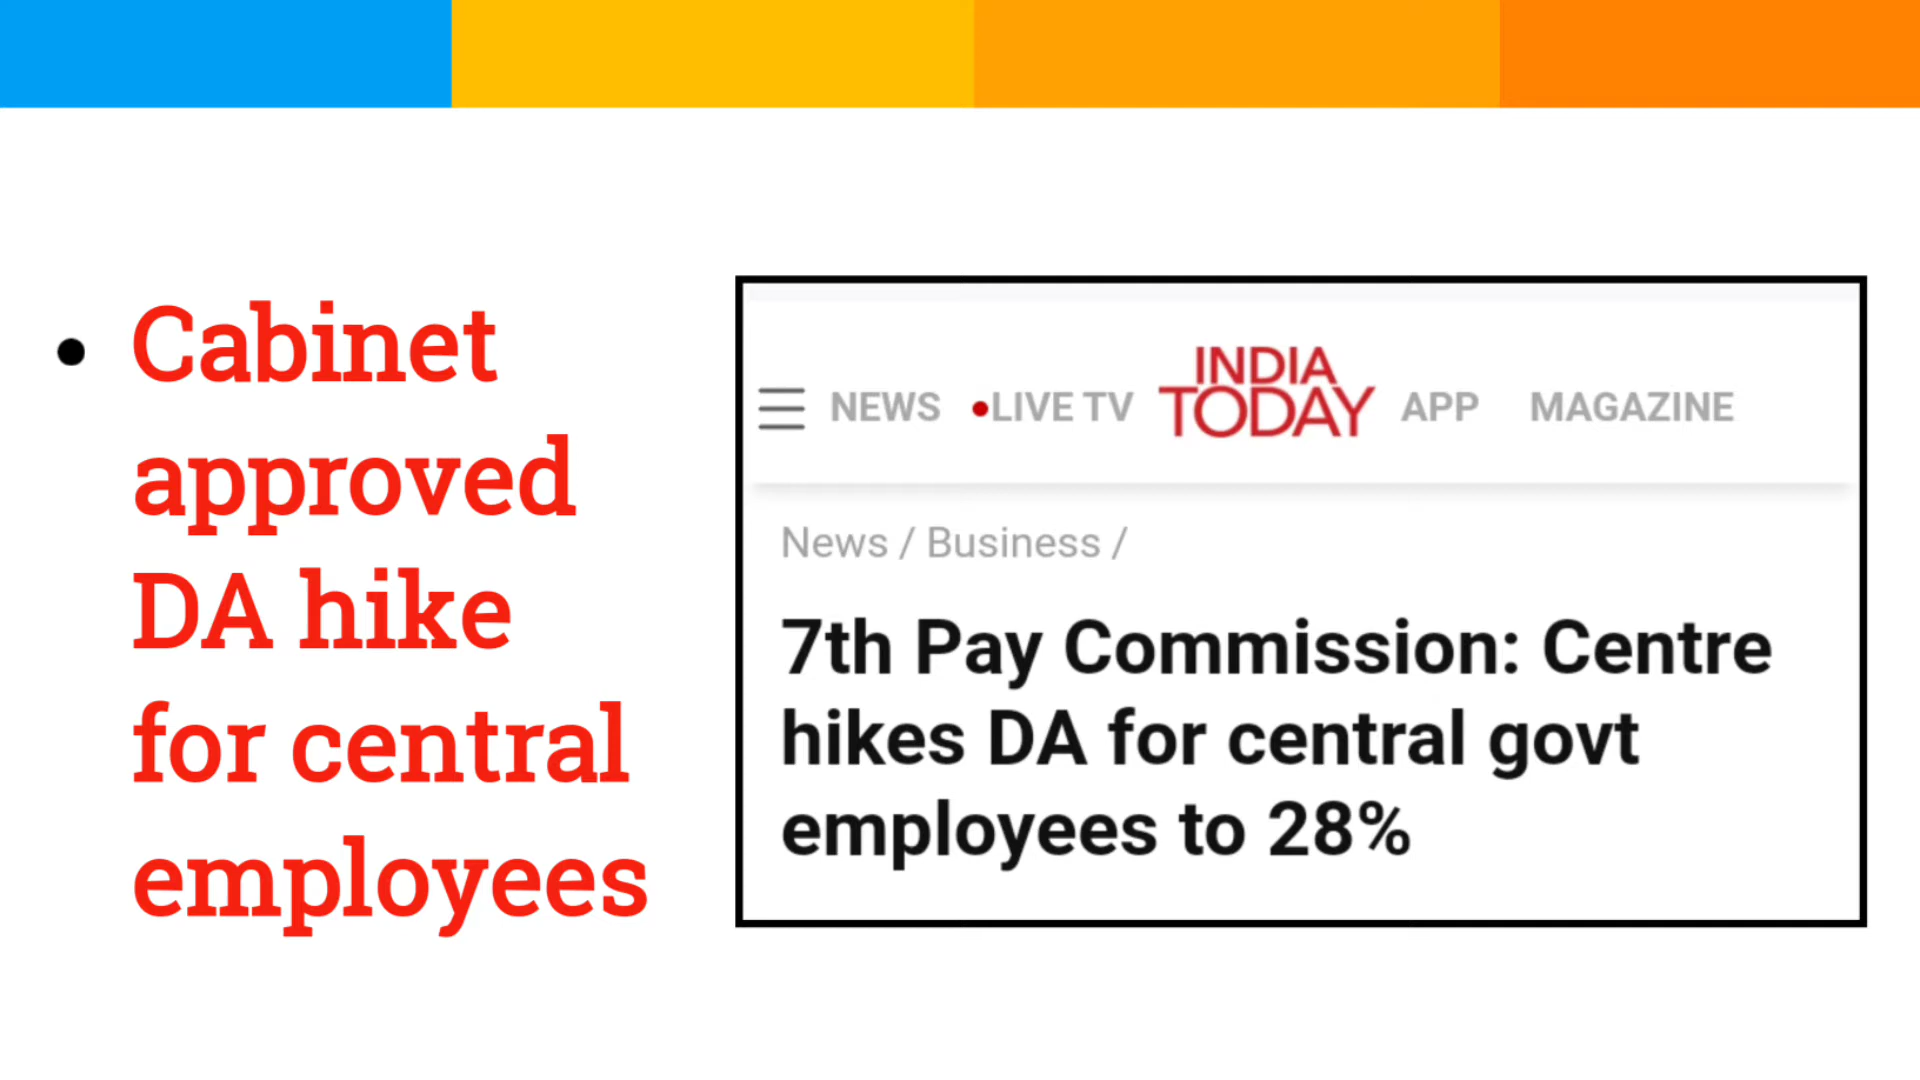 • Cabinet
approved
DA hike
for central
employees
NEWS •LIVE TV INDIA TODAY APP MAGAZINE
News / Business /
7th Pay Commission: Centre
hikes DA for central govt
employees to 28%